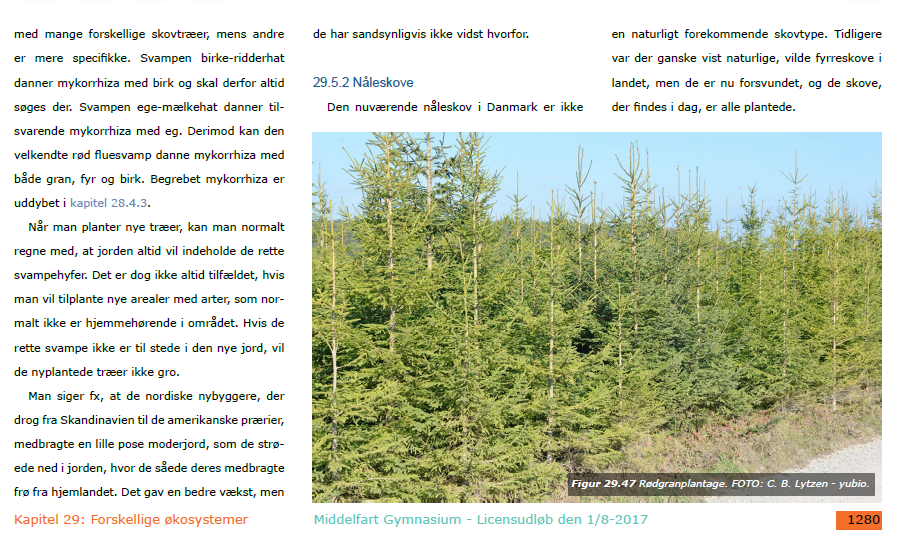 med mange forskellige skovtræer, mens andre
er mere specifikke. Svampen birke-ridderhat
danner mykorrhiza med birk og skal derfor altid
søges der. Svampen ege-mælkehat danner til-
svarende mykorrhiza med eg. Derimod kan den
velkendte rød fluesvamp danne mykorrhiza med
både gran, fyr og birk. Begrebet mykorrhiza er
uddybet i kapitel 28.4.3.
Når man planter nye træer, kan man normalt
regne med, at jorden altid vil indeholde de rette
svampehyfer. Det er dog ikke altid tilfældet, hvis
man vil tilplante nye arealer med arter, som nor-
malt ikke er hjemmehørende i området. Hvis de
rette svampe ikke er til stede i den nye jord, vil
de nyplantede træer ikke gro.
Man siger fx, at de nordiske nybyggere, der
drog fra Skandinavien til de amerikanske prærier,
medbragte en lille pose moderjord, som de strø-
ede ned i jorden, hvor de såede deres medbragte
frø fra hjemlandet. Det gav en bedre vækst, men
de har sandsynligvis ikke vidst hvorfor.
29.5.2 Nåleskove
Den nuværende nåleskov i Danmark er ikke
en naturligt forekommende skovtype. Tidligere
var der ganske vist naturlige, vilde fyrreskove i
landet, men de er nu forsvundet, og de skove,
der findes i dag, er alle plantede.
Figur 29.47 Rødgranplantage. FOTO: C. B. Lytzen - yubio.
Kapitel 29: Forskellige økosystemer
Middelfart Gymnasium - Licensudløb den 1/8-2017
1280